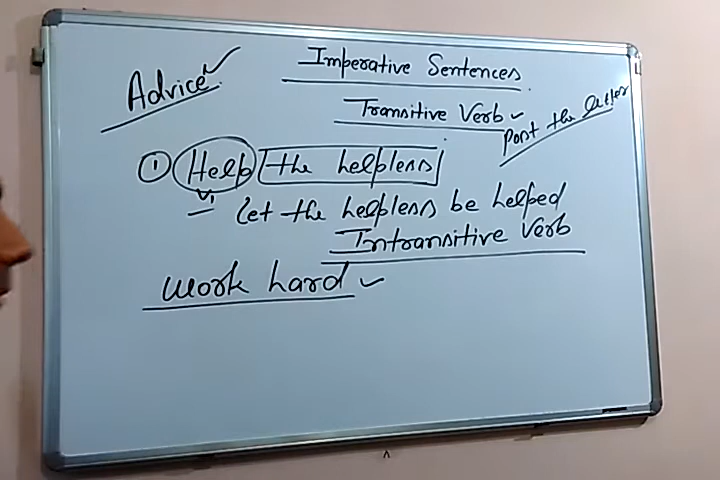 Imperative Sentences
Advice
Transitive Verb
Post the letter
① Help the helpless
V₁
– Let the helpless be helped
Intransitive Verb
Work hard